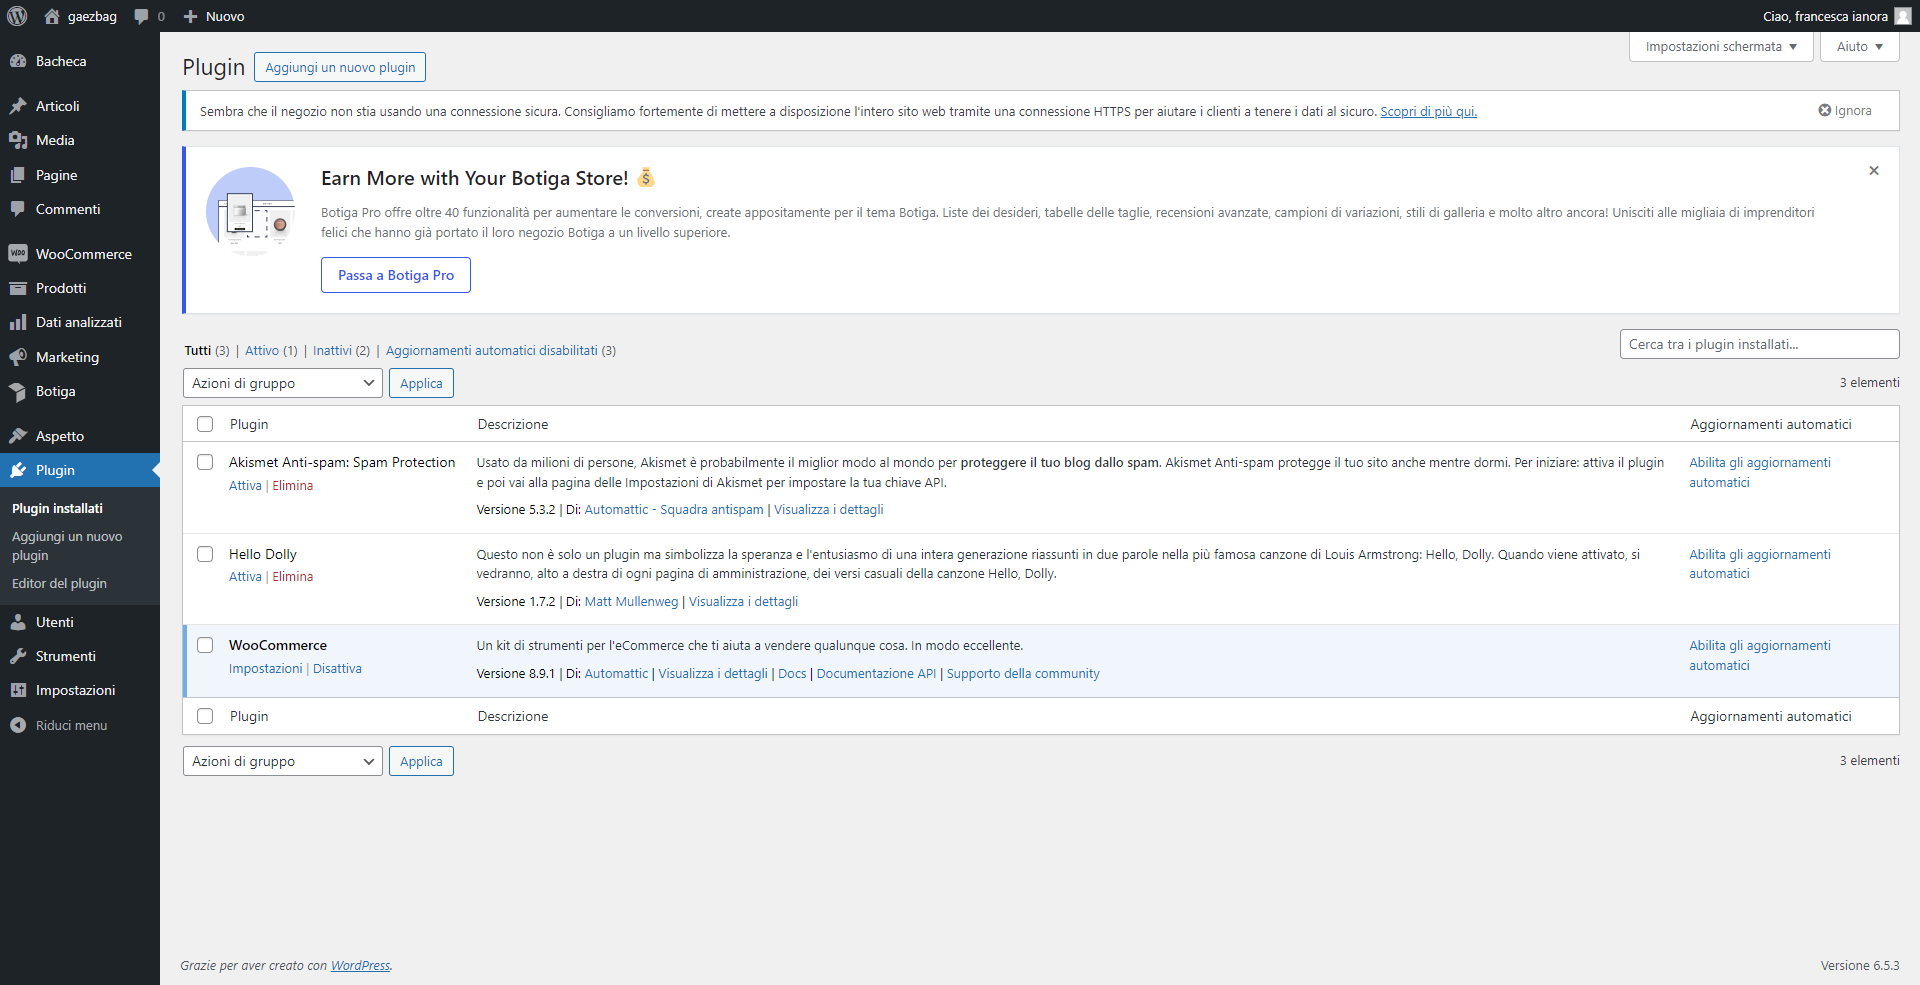 gaezbag
0
Nuovo
Ciao, francesca ianora
Bacheca
Articoli
Media
Pagine
Commenti
WooCommerce
Prodotti
Dati analizzati
Marketing
Botiga
Aspetto
Plugin
Plugin installati
Aggiungi un nuovo
plugin
Editor del plugin
Utenti
Strumenti
Impostazioni
Riduci menu
Impostazioni schermata
Aiuto
Plugin
Aggiungi un nuovo plugin
Sembra che il negozio non stia usando una connessione sicura. Consigliamo fortemente di mettere a disposizione l'intero sito web tramite una connessione HTTPS per aiutare i clienti a tenere i dati al sicuro. Scopri di più qui.
Ignora
Earn More with Your Botiga Store!
Botiga Pro offre oltre 40 funzionalità per aumentare le conversioni, create appositamente per il tema Botiga. Liste dei desideri, tabelle delle taglie, recensioni avanzate, campioni di variazioni, stili di galleria e molto altro ancora! Unisciti alle migliaia di imprenditori
felici che hanno già portato il loro negozio Botiga a un livello superiore.
Passa a Botiga Pro
Tutti (3) | Attivo (1) | Inattivi (2) | Aggiornamenti automatici disabilitati (3)
Cerca tra i plugin installati...
Azioni di gruppo
Applica
3 elementi
Plugin
Descrizione
Aggiornamenti automatici
Akismet Anti-spam: Spam Protection
Attiva | Elimina
Usato da milioni di persone, Akismet è probabilmente il miglior modo al mondo per proteggere il tuo blog dallo spam. Akismet Anti-spam protegge il tuo sito anche mentre dormi. Per iniziare: attiva il plugin
e poi vai alla pagina delle Impostazioni di Akismet per impostare la tua chiave API.
Versione 5.3.2 | Di: Automattic - Squadra antispam | Visualizza i dettagli
Abilita gli aggiornamenti
automatici
Hello Dolly
Attiva | Elimina
Questo non è solo un plugin ma simbolizza la speranza e l'entusiasmo di una intera generazione riassunti in due parole nella più famosa canzone di Louis Armstrong: Hello, Dolly. Quando viene attivato, si
vedranno, alto a destra di ogni pagina di amministrazione, dei versi casuali della canzone Hello, Dolly.
Versione 1.7.2 | Di: Matt Mullenweg | Visualizza i dettagli
Abilita gli aggiornamenti
automatici
WooCommerce
Impostazioni | Disattiva
Un kit di strumenti per l'eCommerce che ti aiuta a vendere qualunque cosa. In modo eccellente.
Versione 8.9.1 | Di: Automattic | Visualizza i dettagli | Docs | Documentazione API | Supporto della community
Abilita gli aggiornamenti
automatici
Plugin
Descrizione
Aggiornamenti automatici
Azioni di gruppo
Applica
3 elementi
Grazie per aver creato con WordPress.
Versione 6.5.3